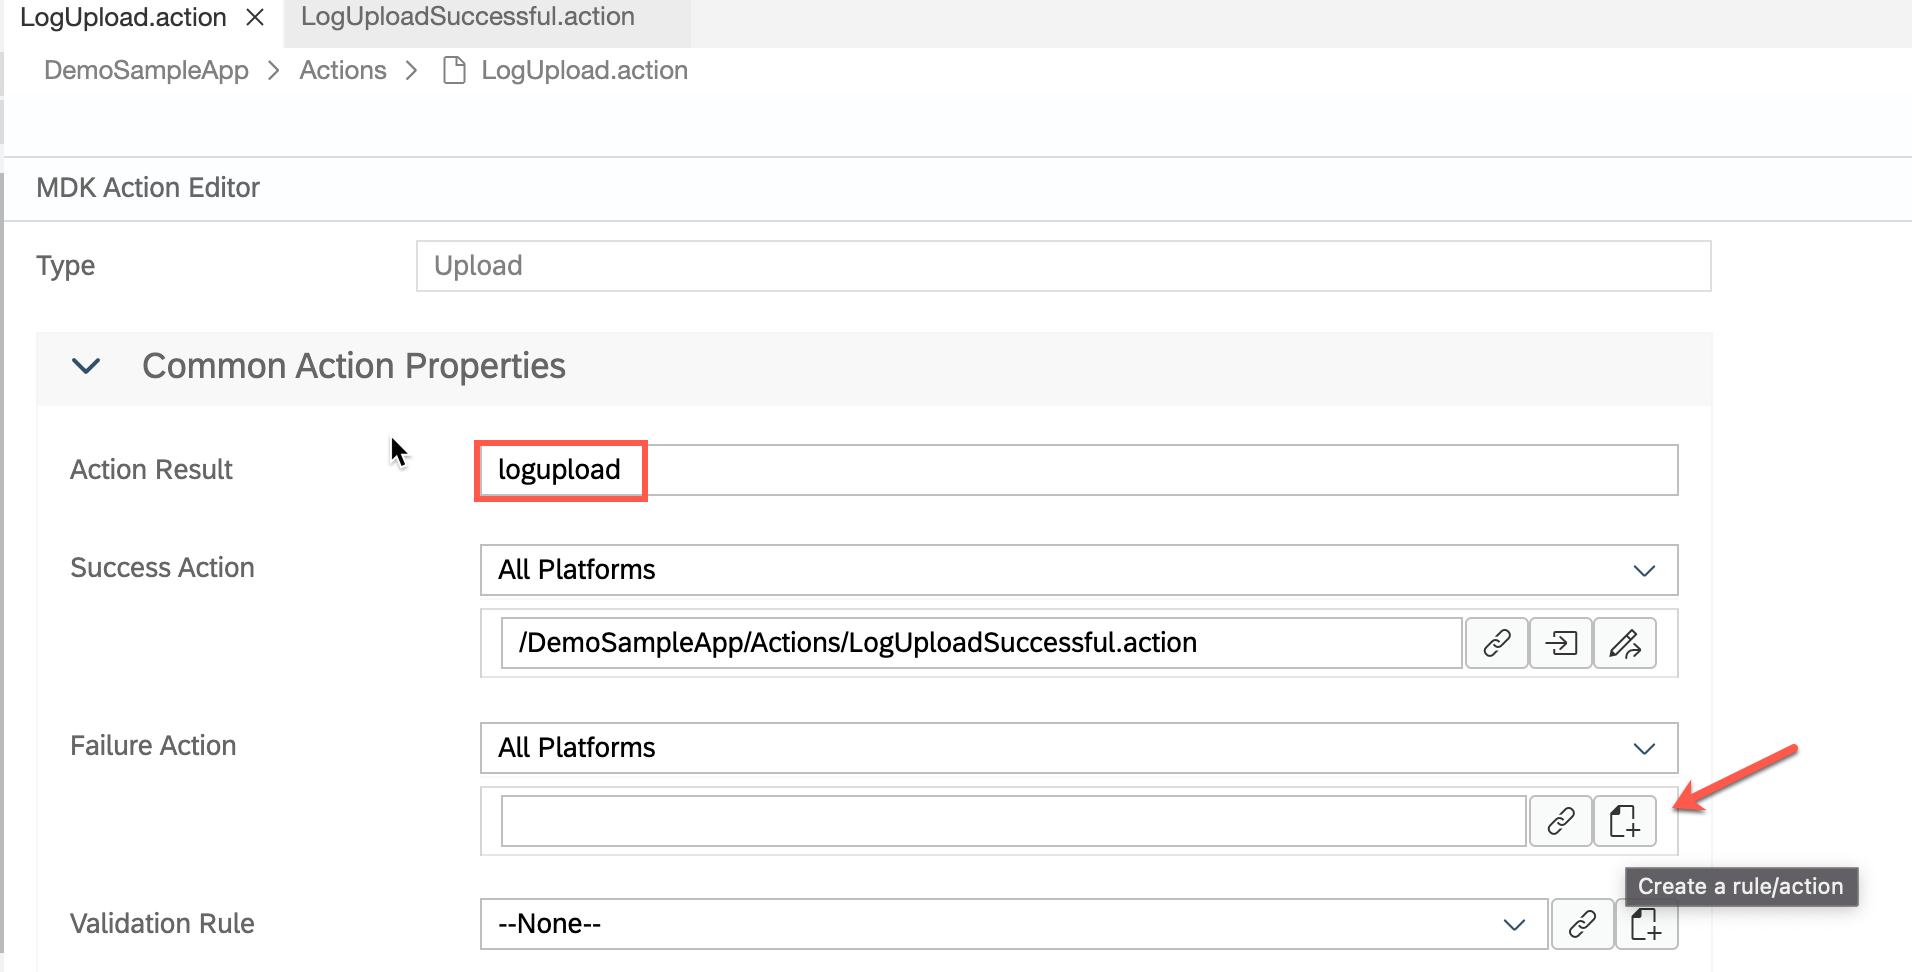 LogUpload.action LogUploadSuccessful.action
DemoSampleApp > Actions > LogUpload.action
MDK Action Editor
Type Upload
Common Action Properties
Action Result logupload
Success Action All Platforms
/DemoSampleApp/Actions/LogUploadSuccessful.action
Failure Action All Platforms
Create a rule/action
Validation Rule --None--